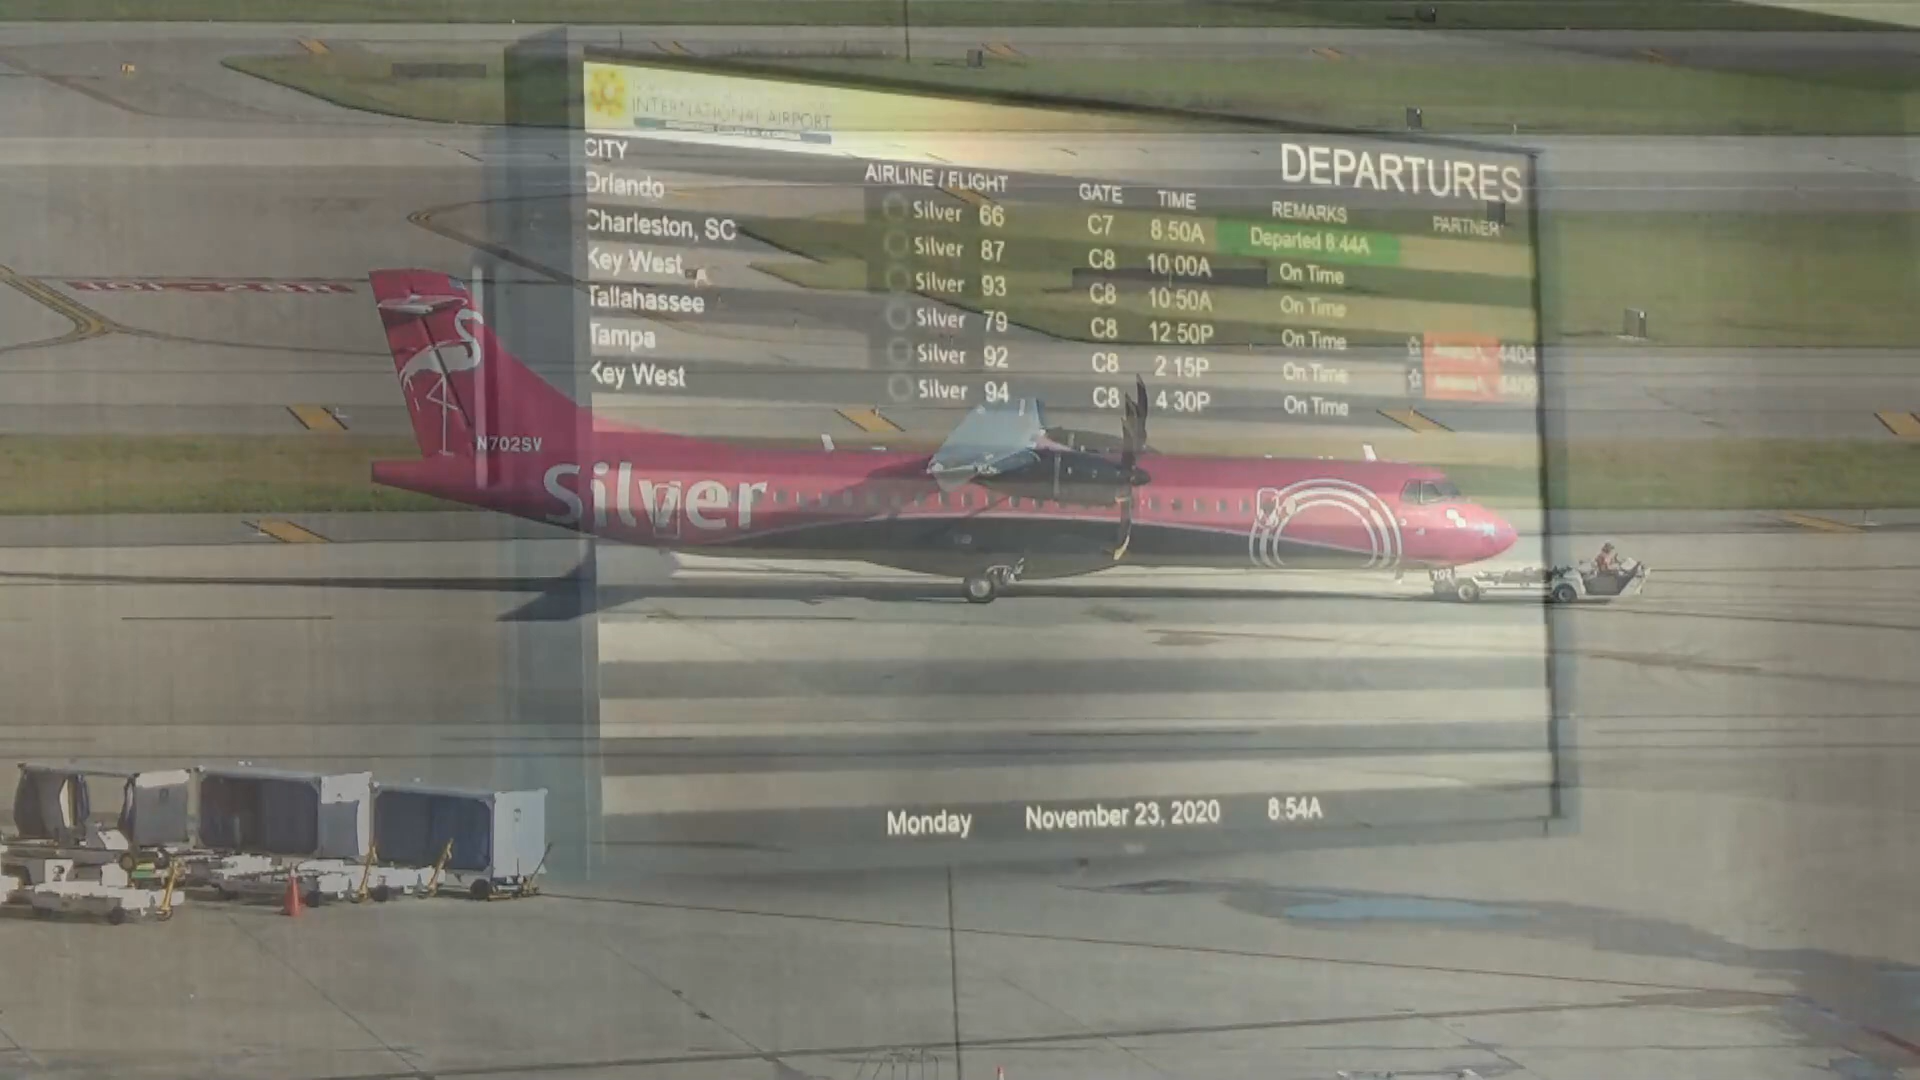 INTERNATIONAL AIRPORT
DEPARTURES
CITY AIRLINE / FLIGHT GATE TIME REMARKS PARTNER
Orlando Silver 66 C7 8:50A Departed 8:44A
Charleston, SC Silver 87 C8 10:00A On Time
Key West Silver 93 C8 10:50A On Time
Tallahassee Silver 79 C8 12:50P On Time
Tampa Silver 92 C8 2:15P On Time 4404
Key West Silver 94 C8 4:30P On Time
N702SV
Silver
702
Monday November 23, 2020 8:54A